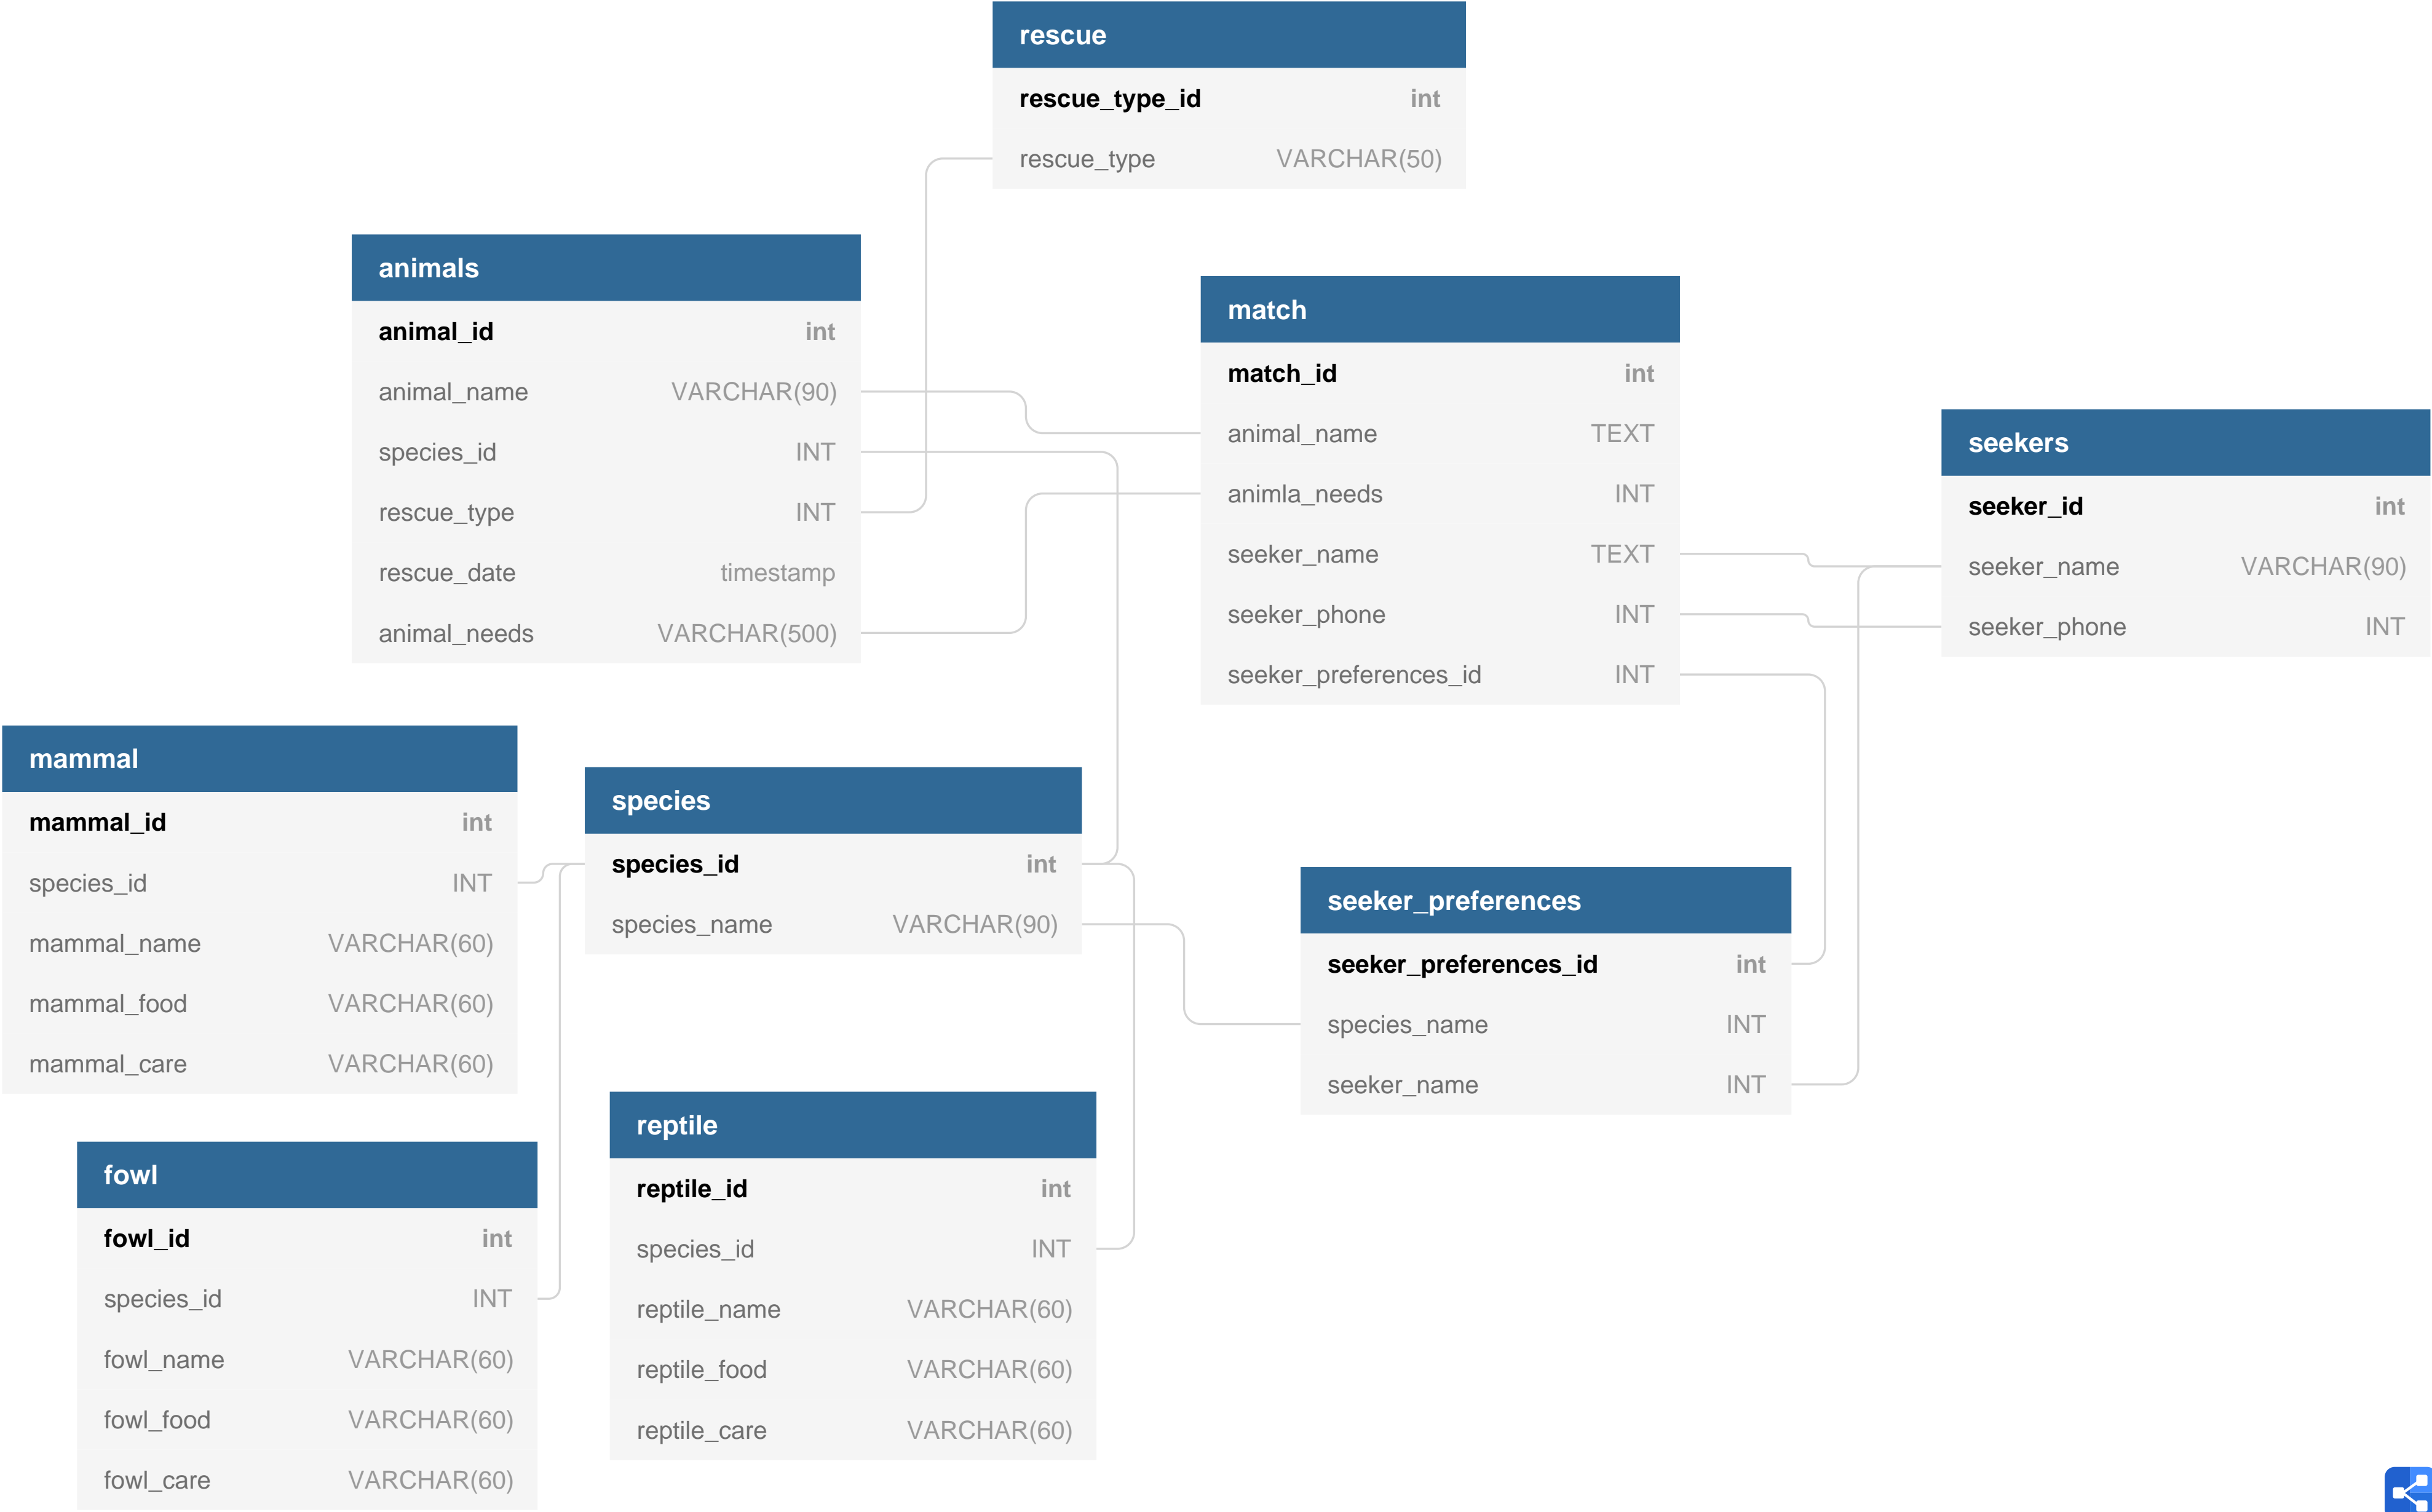 rescue
rescue_type_id int
rescue_type VARCHAR(50)
animals
animal_id int
animal_name VARCHAR(90)
species_id INT
rescue_type INT
rescue_date timestamp
animal_needs VARCHAR(500)
match
match_id int
animal_name TEXT
animla_needs INT
seeker_name TEXT
seeker_phone INT
seeker_preferences_id INT
seekers
seeker_id int
seeker_name VARCHAR(90)
seeker_phone INT
mammal
mammal_id int
species_id INT
mammal_name VARCHAR(60)
mammal_food VARCHAR(60)
mammal_care VARCHAR(60)
species
species_id int
species_name VARCHAR(90)
seeker_preferences
seeker_preferences_id int
species_name INT
seeker_name INT
fowl
fowl_id int
species_id INT
fowl_name VARCHAR(60)
fowl_food VARCHAR(60)
fowl_care VARCHAR(60)
reptile
reptile_id int
species_id INT
reptile_name VARCHAR(60)
reptile_food VARCHAR(60)
reptile_care VARCHAR(60)